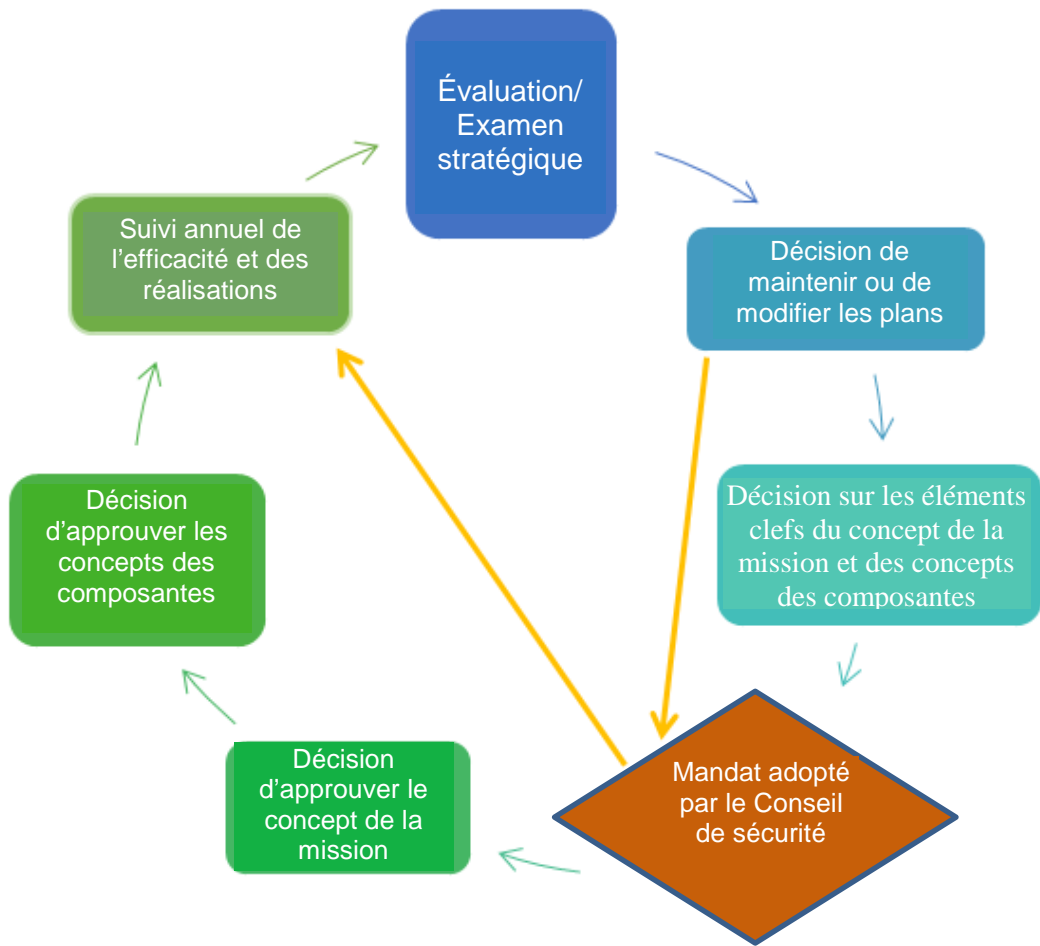 Évaluation/
Examen
stratégique
Décision de
maintenir ou de
modifier les plans
Décision sur les éléments
clefs du concept de la
mission et des concepts
des composantes
Mandat adopté
par le Conseil
de sécurité
Décision
d'approuver le
concept de la
mission
Décision
d'approuver les
concepts des
composantes
Suivi annuel de
l'efficacité et des
réalisations